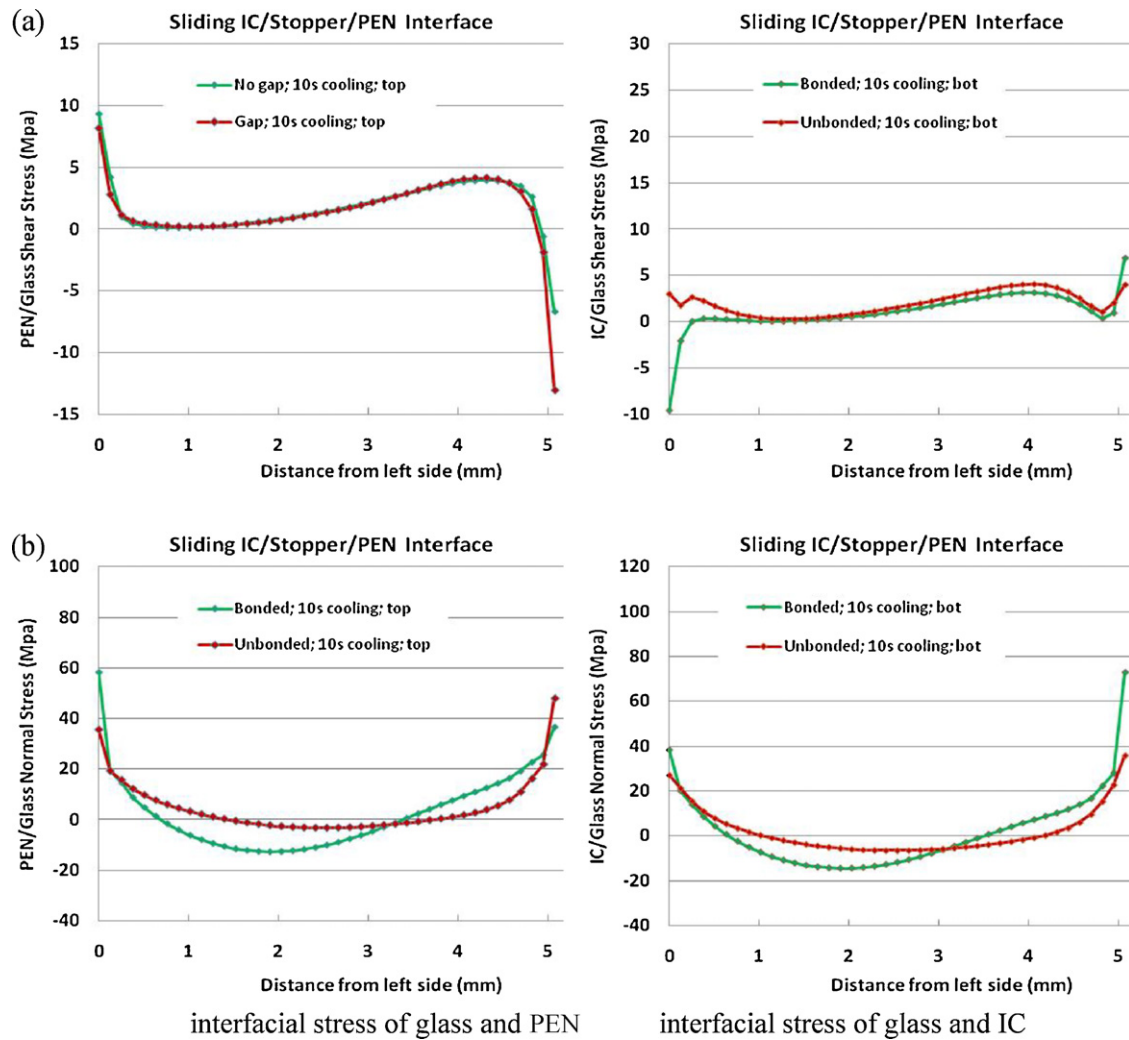 (a)
Sliding IC/Stopper/PEN Interface
15
10
5
0
-5
-10
-15
PEN/Glass Shear Stress (Mpa)
No gap; 10s cooling; top
Gap; 10s cooling; top
0 1 2 3 4 5
Distance from left side (mm)
Sliding IC/Stopper/PEN Interface
30
25
20
15
10
5
0
-5
-10
IC/Glass Shear Stress (Mpa)
Bonded; 10s cooling; bot
Unbonded; 10s cooling; bot
0 1 2 3 4 5
Distance from left side (mm)
(b)
Sliding IC/Stopper/PEN Interface
100
80
60
40
20
0
-20
-40
PEN/Glass Normal Stress (Mpa)
Bonded; 10s cooling; top
Unbonded; 10s cooling; top
0 1 2 3 4 5
Distance from left side (mm)
Sliding IC/Stopper/PEN Interface
120
100
80
60
40
20
0
-20
-40
IC/Glass Normal Stress (Mpa)
Bonded; 10s cooling; bot
Unbonded; 10s cooling; bot
0 1 2 3 4 5
Distance from left side (mm)
interfacial stress of glass and PEN
interfacial stress of glass and IC